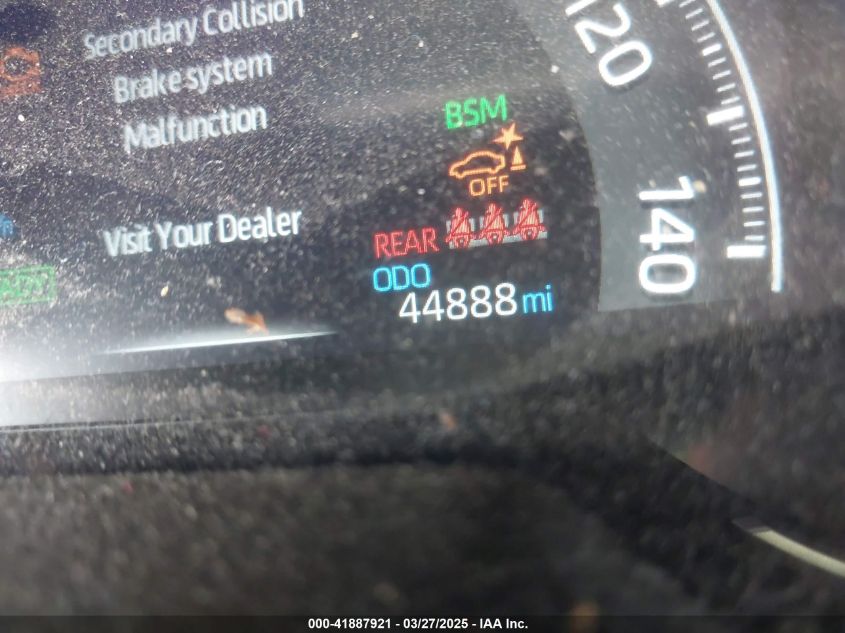 Secondary Collision
Brake system
Malfunction
Visit Your Dealer
BSM
OFF
REAR
ODO
44888 mi
120
140
000-41887921 - 03/27/2025 - IAA Inc.